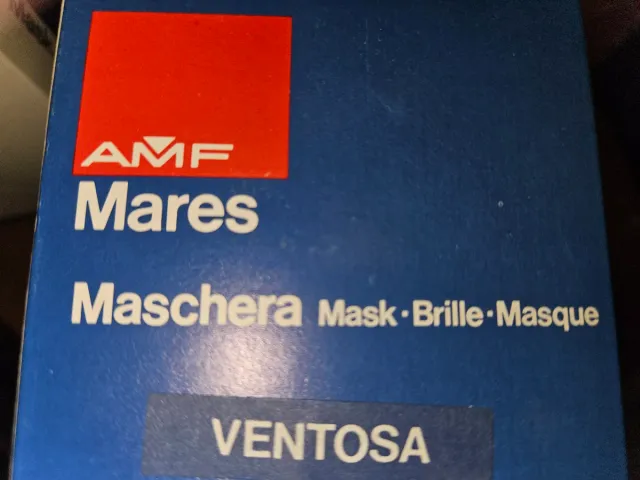 AMF
Mares
Maschera Mask·Brille·Masque
VENTOSA